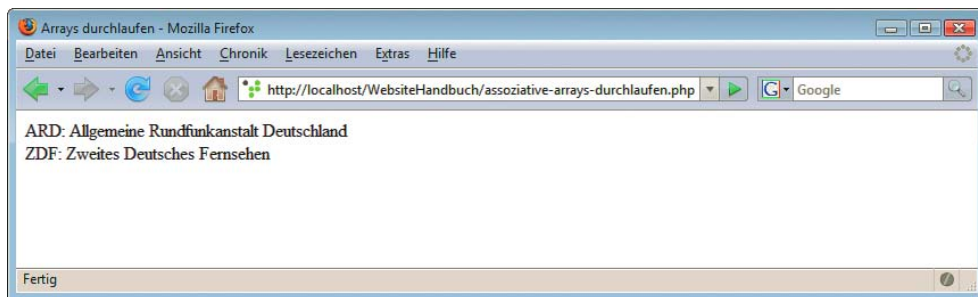 Arrays durchlaufen - Mozilla Firefox
Datei Bearbeiten Ansicht Chronik Lesezeichen Extras Hilfe
http://localhost/WebsiteHandbuch/assoziative-arrays-durchlaufen.php G Google
ARD: Allgemeine Rundfunkanstalt Deutschland
ZDF: Zweites Deutsches Fernsehen
Fertig